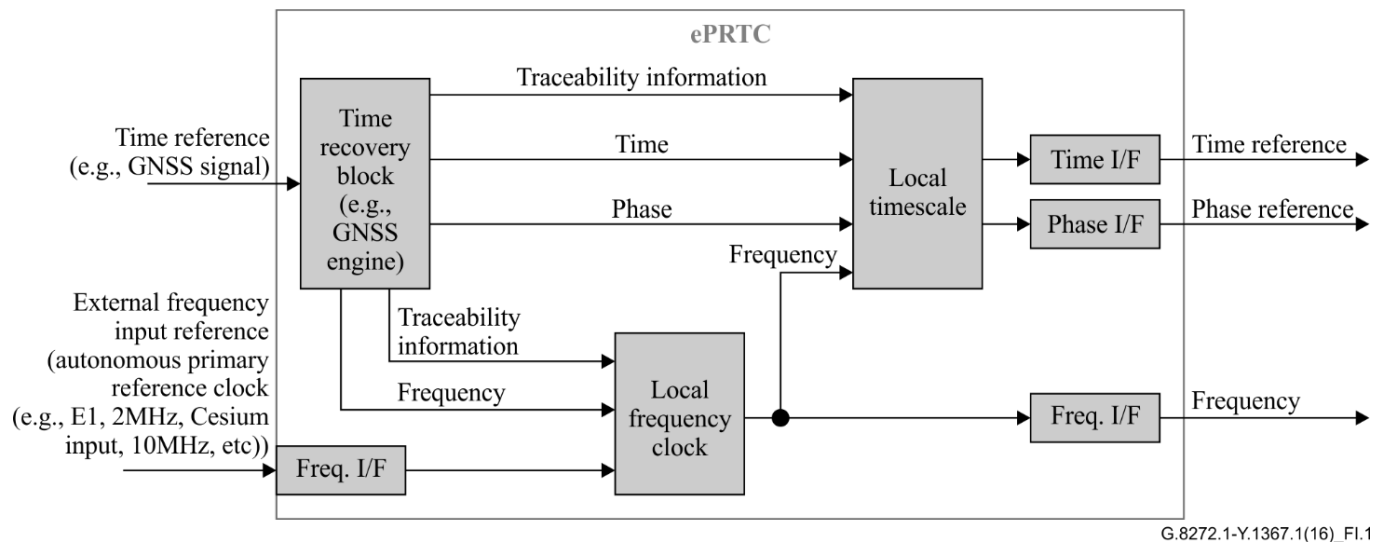 ePRTC
Traceability information
Time reference
(e.g., GNSS signal)
Time
recovery
block
(e.g.,
GNSS
engine)
Time
Phase
Frequency
Local
timescale
Time I/F
Time reference
Phase I/F
Phase reference
External frequency
input reference
(autonomous primary
reference clock
(e.g., E1, 2MHz, Cesium
input, 10MHz, etc))
Traceability
information
Frequency
Freq. I/F
Local
frequency
clock
Freq. I/F
Frequency
G.8272.1-Y.1367.1(16)_FI.1